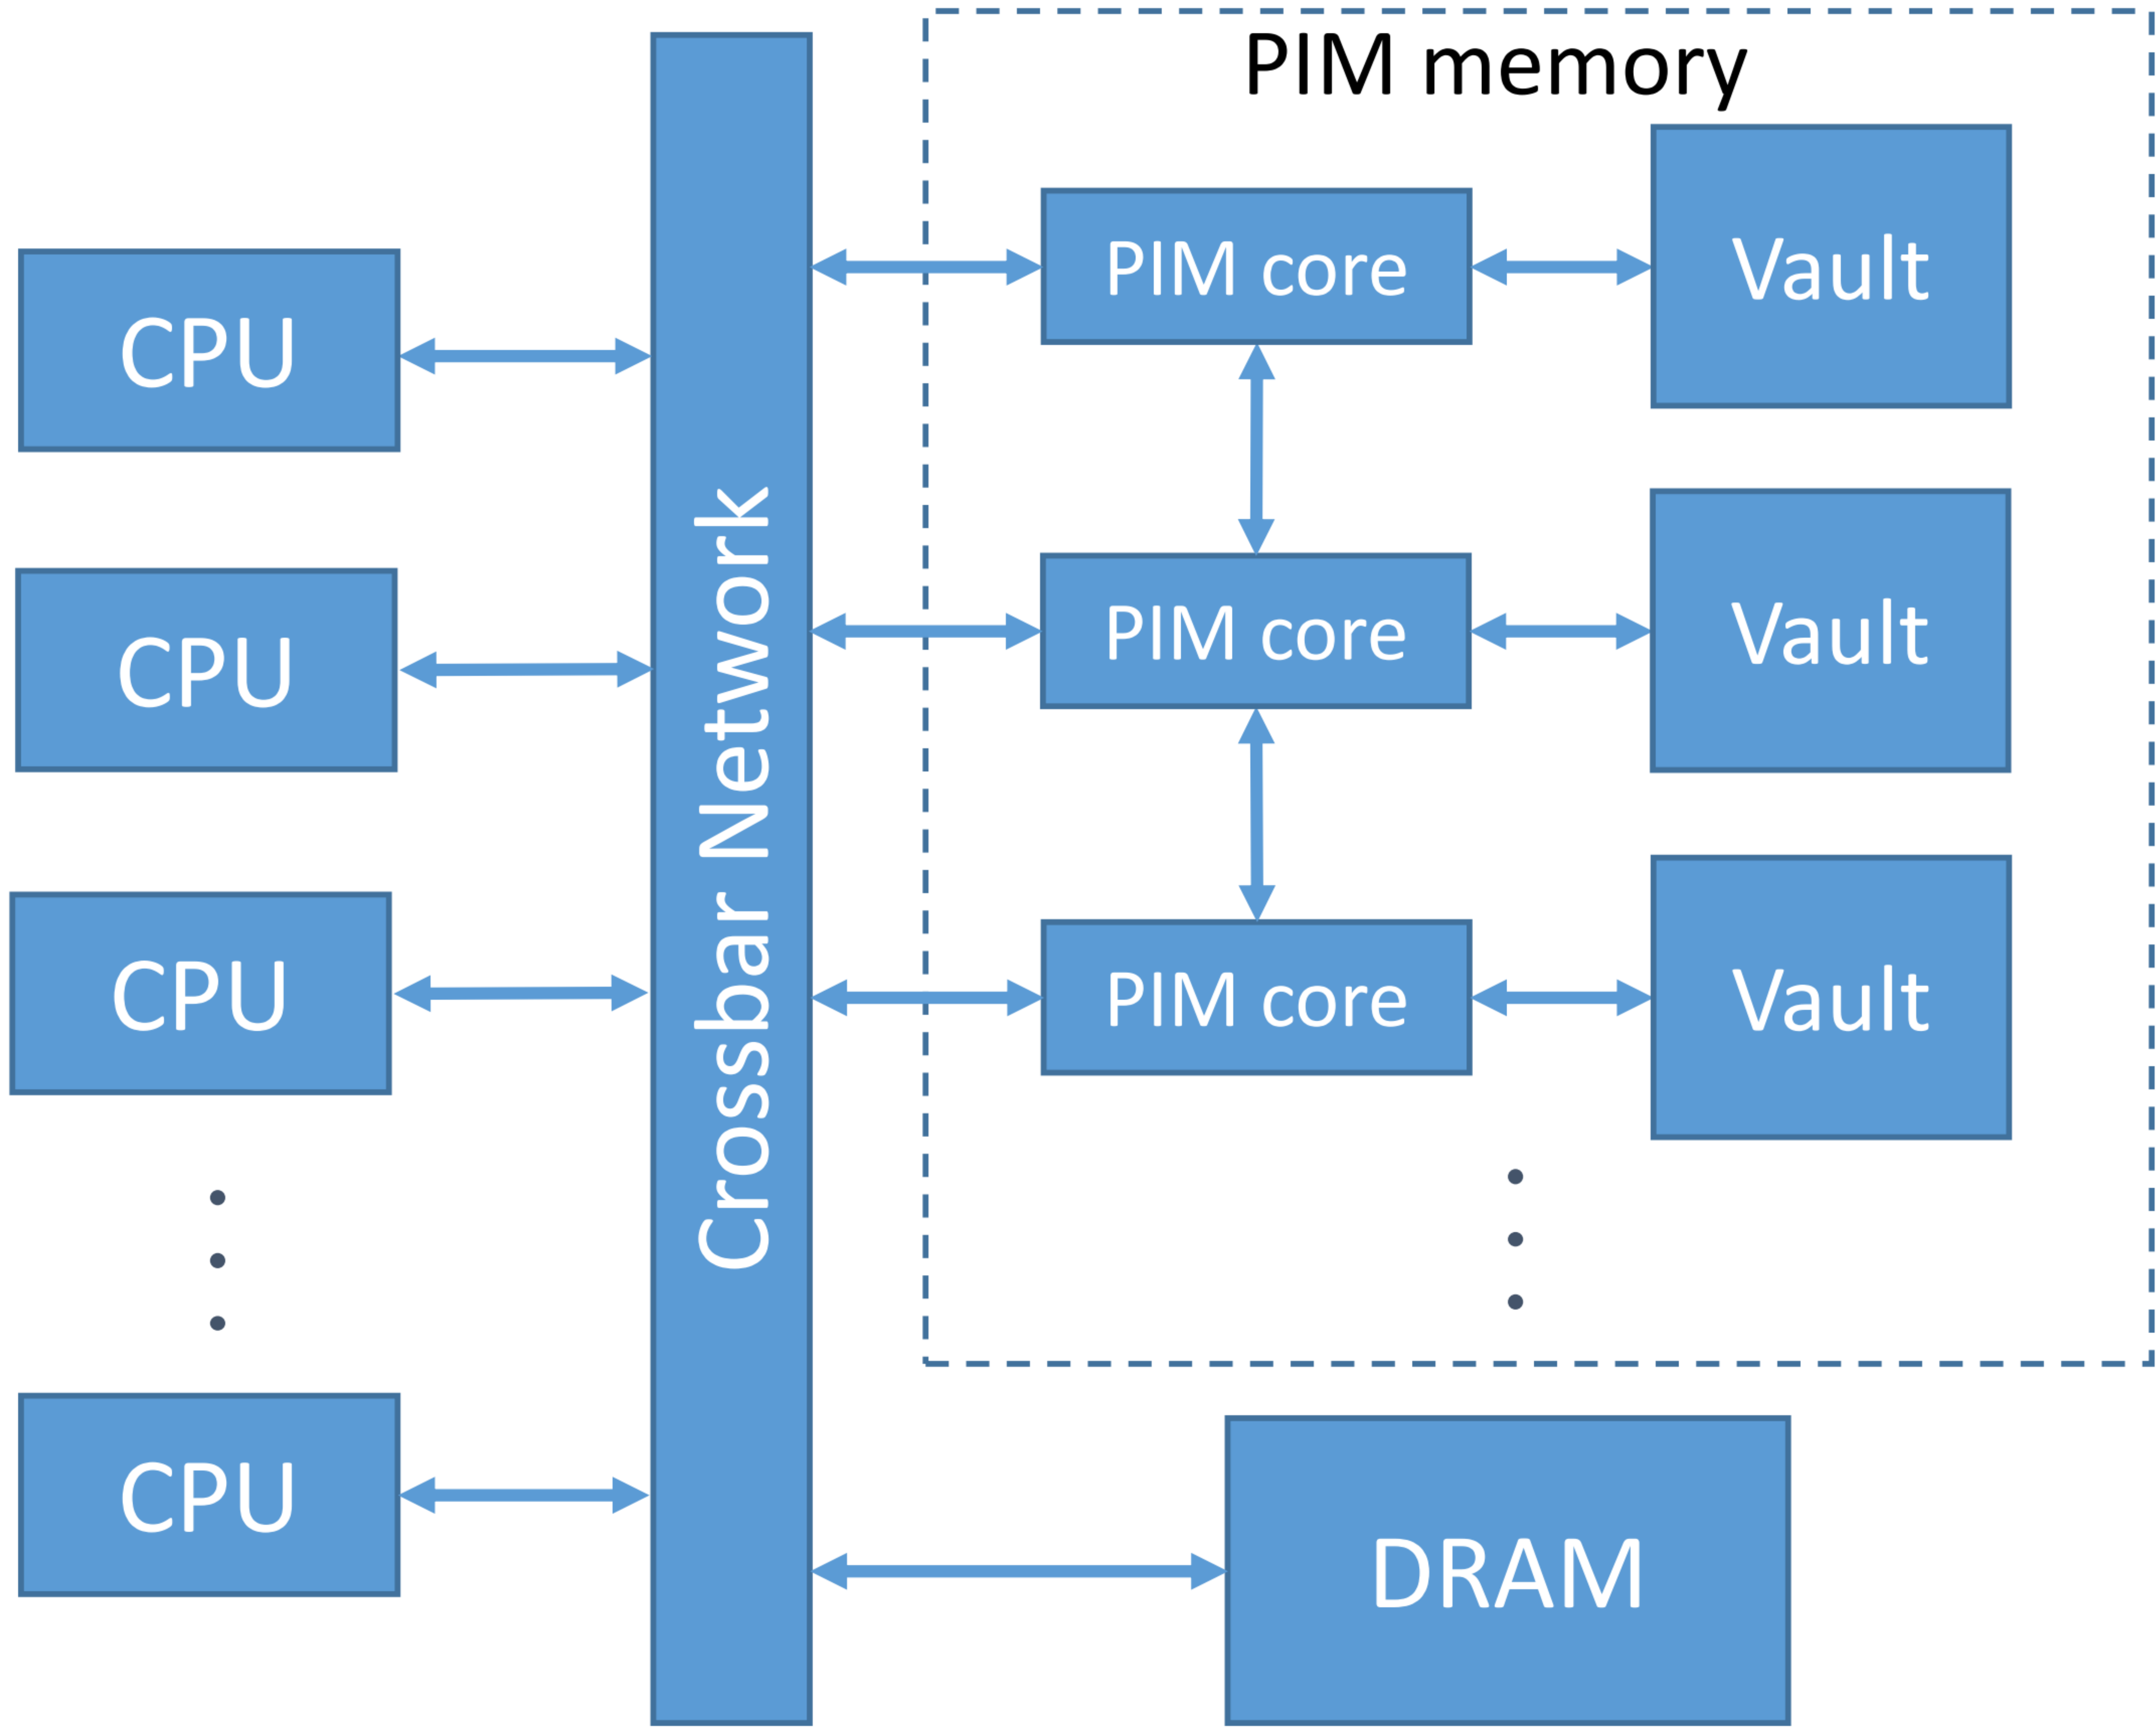 PIM memory
CPU
CPU
CPU
CPU
Crossbar Network
PIM core
Vault
PIM core
Vault
PIM core
Vault
DRAM